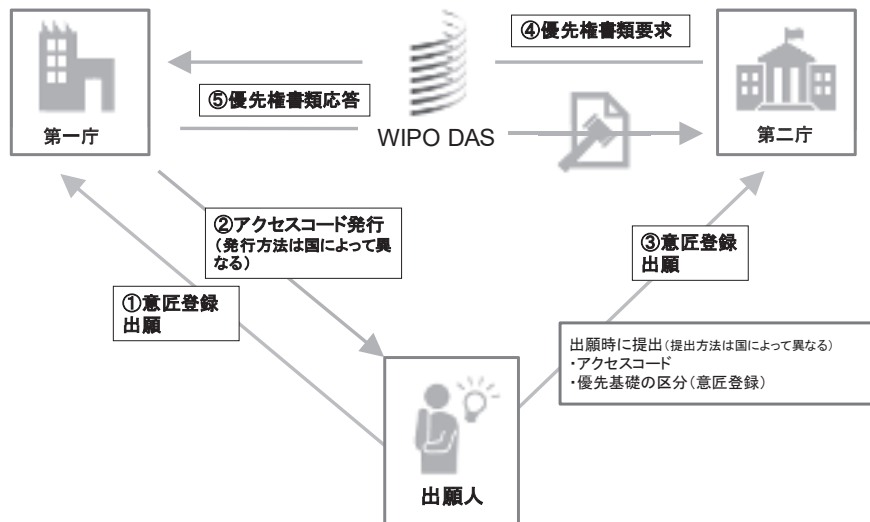 ④優先権書類要求
⑤優先権書類応答
第一庁
WIPO DAS
第二庁
②アクセスコード発行
(発行方法は国によって異
なる)
③意匠登録
出願
①意匠登録
出願
出願時に提出(提出方法は国によって異なる)
・アクセスコード
・優先基礎の区分(意匠登録)
出願人